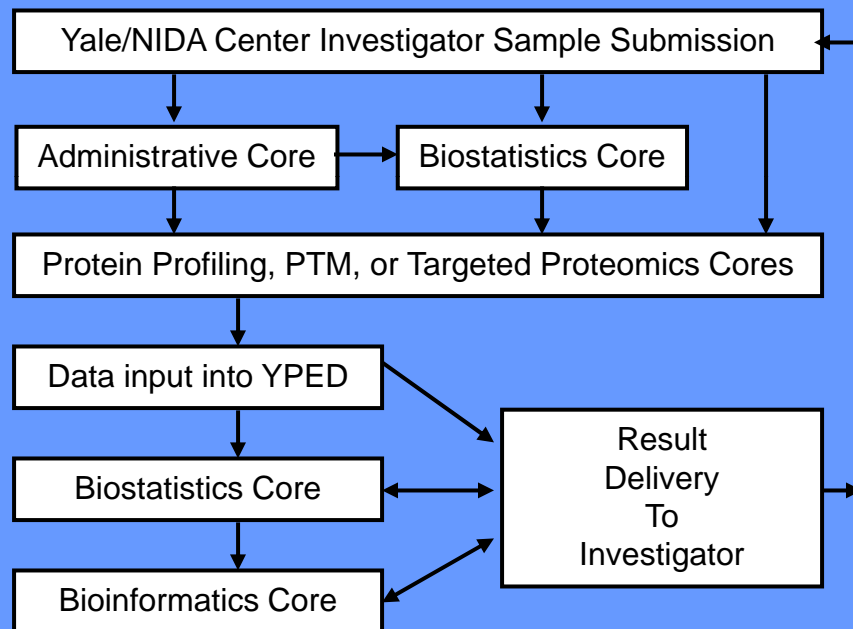 Yale/NIDA Center Investigator Sample Submission
Administrative Core
Biostatistics Core
Protein Profiling, PTM, or Targeted Proteomics Cores
Data input into YPED
Biostatistics Core
Bioinformatics Core
Result
Delivery
To
Investigator